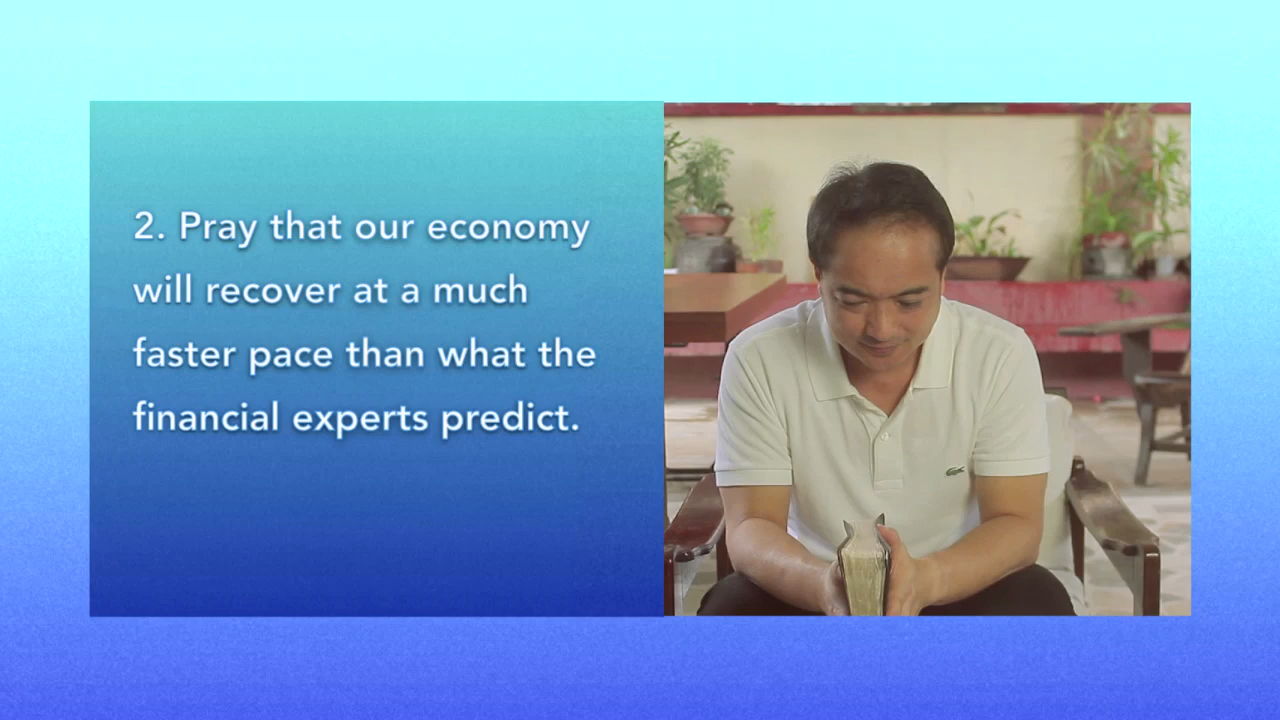 2. Pray that our economy
will recover at a much
faster pace than what the
financial experts predict.